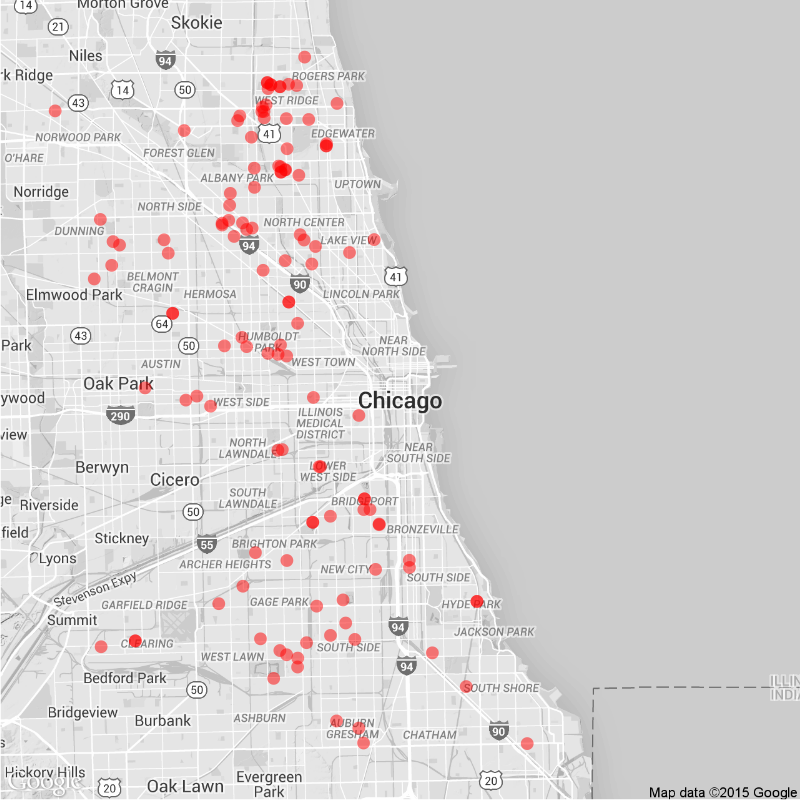 Morton Grove
14
21
Skokie
Niles
94
rk Ridge
ROGERS PARK
14
50
WEST RIDGE
43
41
EDGEWATER
NORWOOD PARK
FOREST GLEN
O'HARE
ALBANY PARK
UPTOWN
Norridge
NORTH SIDE
NORTH CENTER
DUNNING
94
LAKE VIEW
BELMONT
CRAGIN
41
90
Elmwood Park
HERMOSA
LINCOLN PARK
64
43
HUMBOLDT
PARK
NEAR
NORTH SIDE
Park
50
AUSTIN
WEST TOWN
Oak Park
ywood
WEST SIDE
Chicago
290
ILLINOIS
MEDICAL
DISTRICT
view
NORTH
LAWNDALE
NEAR
SOUTH SIDE
Berwyn
LOWER
WEST SIDE
Cicero
SOUTH
LAWNDALE
ge
Riverside
50
BRIDGEPORT
field
BRONZEVILLE
Stickney
55
BRIGHTON PARK
Lyons
ARCHER HEIGHTS
NEW CITY
SOUTH SIDE
Stevenson Expy
GARFIELD RIDGE
GAGE PARK
HYDE PARK
Summit
94
JACKSON PARK
CLEARING
SOUTH SIDE
WEST LAWN
94
Bedford Park
ILLIN
INDI
50
SOUTH SHORE
Bridgeview
Burbank
ASHBURN
AUBURN
GRESHAM
CHATHAM
90
Hickory Hills
Google
20
Oak Lawn
Evergreen
Park
20
Map data ©2015 Google